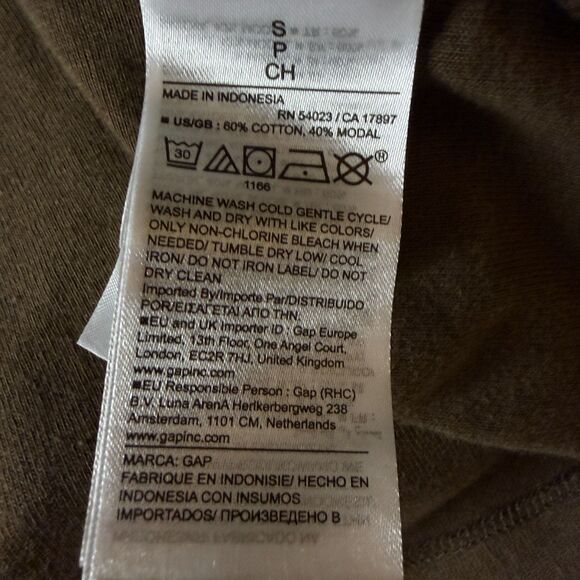 S
P
CH
MADE IN INDONESIA
RN 54023 / CA 17897
■ US/GB : 60% COTTON, 40% MODAL
30
®
1166
MACHINE WASH COLD GENTLE CYCLE/
WASH AND DRY WITH LIKE COLORS/
ONLY NON-CHLORINE BLEACH WHEN
NEEDED/ TUMBLE DRY LOW/ COOL
IRON/ DO NOT IRON LABEL/ DO NOT
DRY CLEAN
Imported By/Importe Par/DISTRIBUIDO
POR/ΕΙΣΑΓΕΤΑΙ ΑΠΟ ΤΗΝ.
■EU and UK Importer ID : Gap Europe
Limited, 13th Floor, One Angel Court,
London, EC2R 7HJ, United Kingdom
www.gapinc.com
■EU Responsible Person : Gap (RHC)
B.V. Luna ArenA Herikerbergweg 238
Amsterdam, 1101 CM, Netherlands
www.gapinc.com
MARCA: GAP
FABRIQUE EN INDONISIE/ HECHO EN
INDONESIA CON INSUMOS
IMPORTADOS/ ПРОИЗВЕДЕНО В